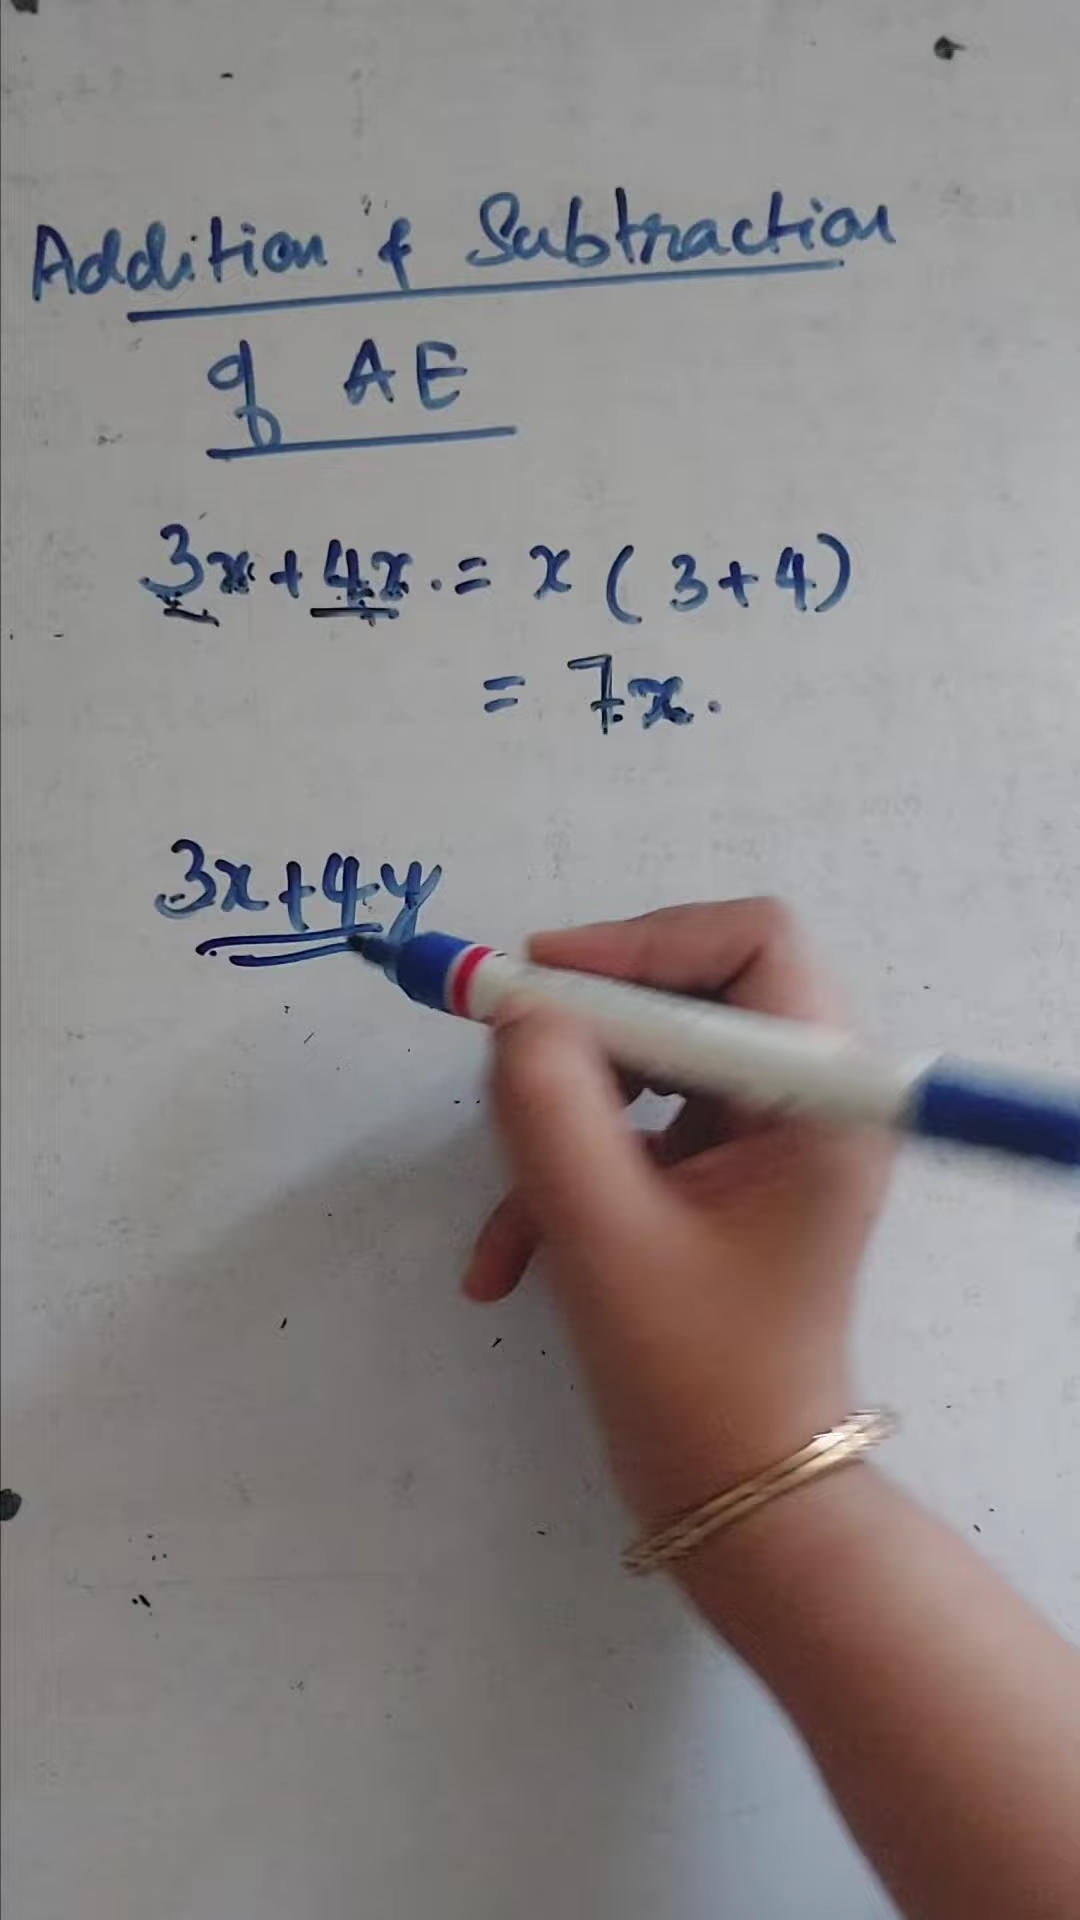 Addition & Subtraction
of AE
3x+4x.= x (3+4)
= 7x.
3x+4y